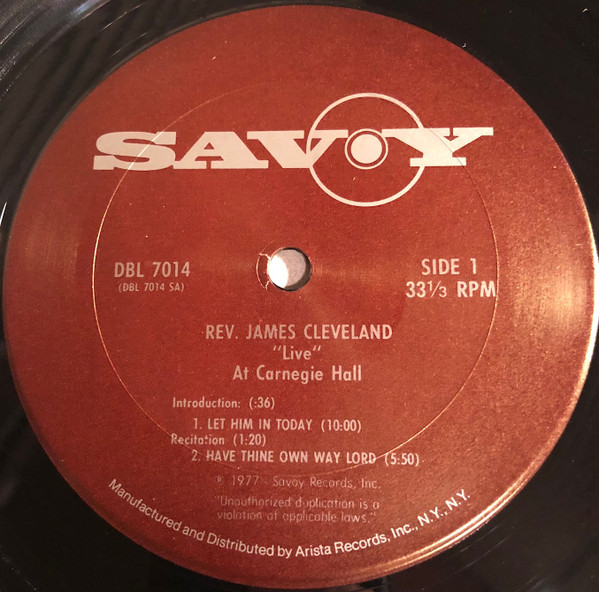 SAVOY
DBL 7014
(DBL 7014 SA)
SIDE 1
33⅓ RPM
REV. JAMES CLEVELAND
"Live"
At Carnegie Hall
Introduction: (:36)
1. LET HIM IN TODAY (10:00)
Recitation (1:20)
2. HAVE THINE OWN WAY LORD (5:50)
℗ 1977 - Savoy Records, Inc.
"Unauthorized duplication is a
violation of applicable laws."
Manufactured and Distributed by Arista Records, Inc., N.Y., N.Y.